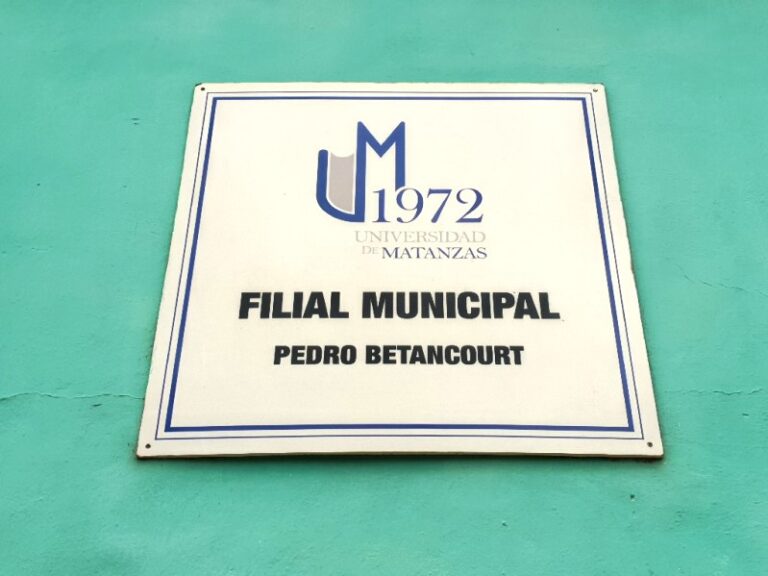 UM
1972
UNIVERSIDAD
DE MATANZAS
FILIAL MUNICIPAL
PEDRO BETANCOURT